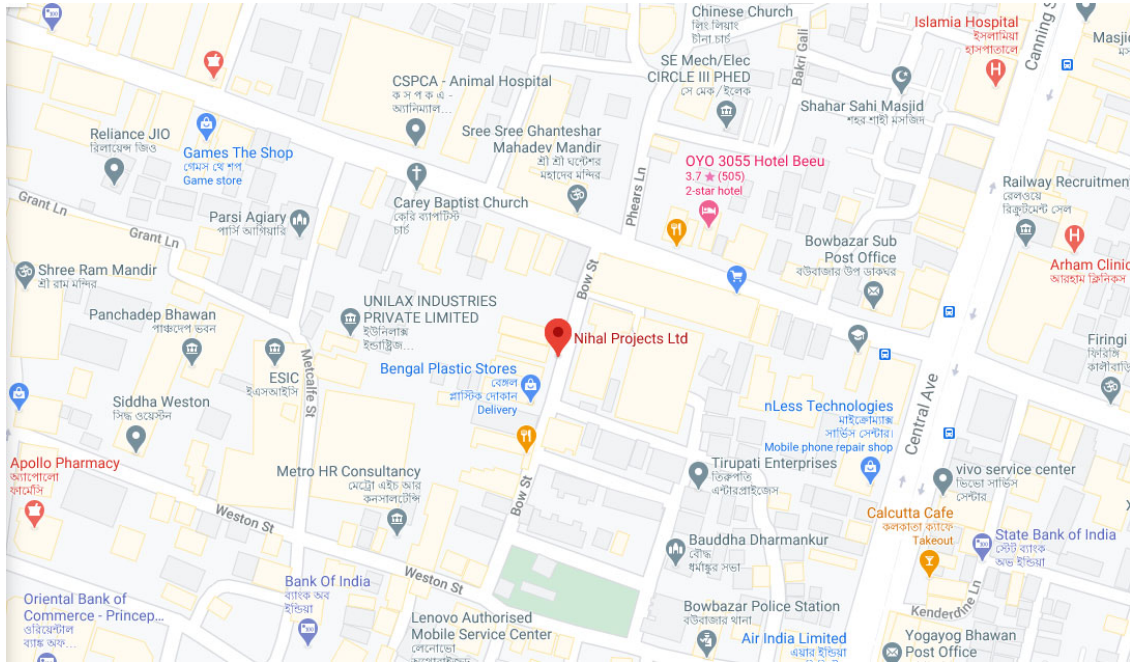 Chinese Church
লিং লিয়াং
চীনা চার্চ
Bakri Gali
Canning S
Islamia Hospital
ইসলামিয়া
হাসপাতালে
Masjid
CSPCA - Animal Hospital
ক স প ক এ -
অ্যানিম্যাল...
SE Mech/Elec
CIRCLE III PHED
সে মেক/ইলেক
Shahar Sahi Masjid
শহর শাহী মসজিদ
Reliance JIO
রিলায়েন্স জিও
Games The Shop
গেমস থে শপ
Game store
Sree Sree Ghanteshar
Mahadev Mandir
শ্রী শ্রী ঘন্টেশর
মহাদেব মন্দির
OYO 3055 Hotel Beeu
3.7 ★ (505)
2-star hotel
Phears Ln
Grant Ln
Grant Ln
Parsi Agiary
পার্সি আগিয়ারি
Carey Baptist Church
কেরি ব্যাপটিস্ট
চার্চ
Railway Recruitment
রেলওয়ে
রিক্রুটমেন্ট সেল
Bowbazar Sub
Post Office
বউবাজার উপ ডাকঘর
Arham Clinic
আরহাম ক্লিনিকস
Shree Ram Mandir
শ্রী রাম মন্দির
Bow St
Panchadep Bhawan
পাঞ্চদেপ ভবন
UNILAX INDUSTRIES
PRIVATE LIMITED
ইউনিলাক্স
ইন্ডাস্ট্রিজ...
Nihal Projects Ltd
Firingi
ফিরিঙ্গি
কালীবাড়ি
ESIC
ইএসআইসি
Metcalfe St
Bengal Plastic Stores
বেঙ্গল
প্লাস্টিক দোকান
Delivery
Central Ave
Siddha Weston
সিদ্ধ ওয়েস্টন
nLess Technologies
মাইক্রোম্যাক্স
সার্ভিস সেন্টার।
Mobile phone repair shop
Apollo Pharmacy
অ্যাপোলো
ফার্মেসি
Metro HR Consultancy
মেট্রো এইচ আর
কনসালটেন্সি
Bow St
Tirupati Enterprises
তিরুপতি
এন্টারপ্রাইজেস
vivo service center
ভিভো সার্ভিস
সেন্টার
Weston St
Calcutta Cafe
কলকাতা ক্যাফে
Takeout
State Bank of India
স্টেট ব্যাংক
অভ ইন্ডিয়া
Bauddha Dharmankur
বৌদ্ধ
ধর্মাঙ্কুর সভা
Weston St
Bank Of India
ব্যাংক অব
ইন্ডিয়া
Kenderdine Ln
Oriental Bank of
Commerce - Princep...
ওরিয়েন্টাল
ব্যাঙ্ক অফ...
Lenovo Authorised
Mobile Service Center
লেনোভো
Bowbazar Police Station
বউবাজার থানা
Air India Limited
এয়ার ইন্ডিয়া
Yogayog Bhawan
Post Office